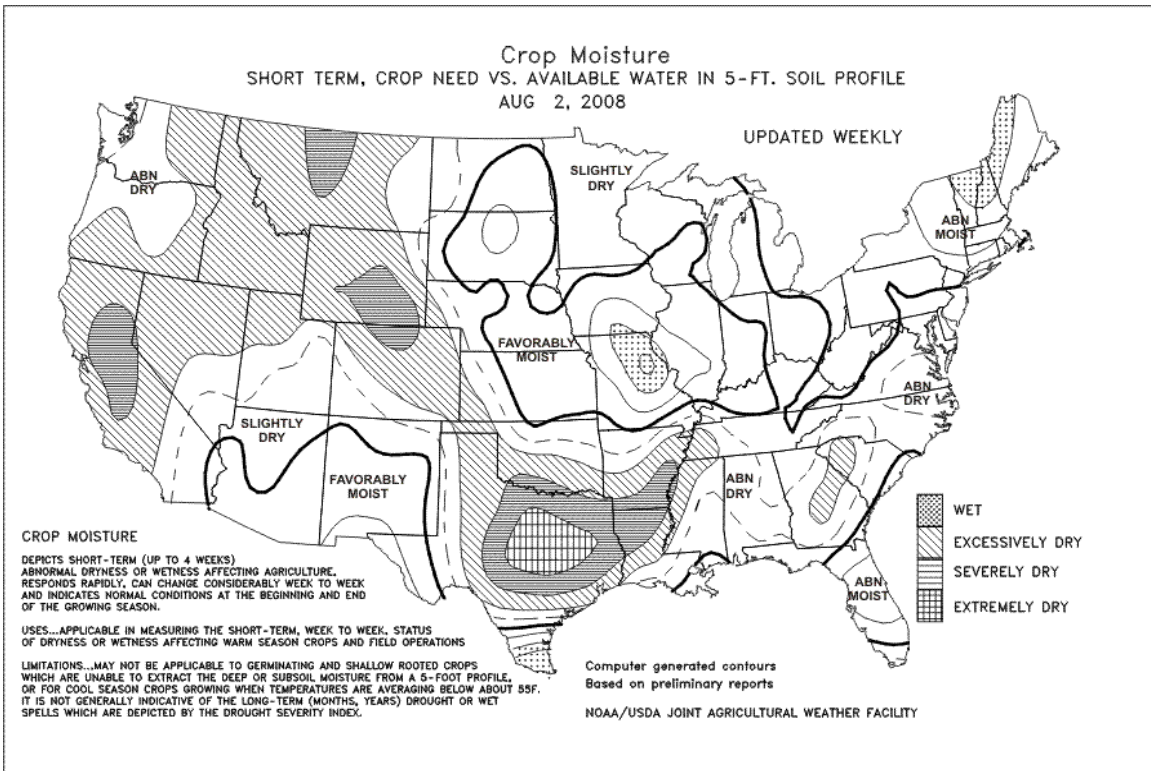 Crop Moisture
SHORT TERM, CROP NEED VS. AVAILABLE WATER IN 5-FT. SOIL PROFILE
AUG 2, 2008
UPDATED WEEKLY
ABN
DRY
SLIGHTLY
DRY
ABN
MOIST
FAVORABLY
MOIST
ABN
DRY
SLIGHTLY
DRY
FAVORABLY
MOIST
ABN
DRY
ABN
MOIST
WET
EXCESSIVELY DRY
SEVERELY DRY
EXTREMELY DRY
CROP MOISTURE
DEPICTS SHORT-TERM (UP TO 4 WEEKS)
ABNORMAL DRYNESS OR WETNESS AFFECTING AGRICULTURE,
RESPONDS RAPIDLY, CAN CHANGE CONSIDERABLY WEEK TO WEEK
AND INDICATES NORMAL CONDITIONS AT THE BEGINNING AND END
OF THE GROWING SEASON.
USES...APPLICABLE IN MEASURING THE SHORT-TERM, WEEK TO WEEK, STATUS
OF DRYNESS OR WETNESS AFFECTING WARM SEASON CROPS AND FIELD OPERATIONS
LIMITATIONS...MAY NOT BE APPLICABLE TO GERMINATING AND SHALLOW ROOTED CROPS
WHICH ARE UNABLE TO EXTRACT THE DEEP OR SUBSOIL MOISTURE FROM A 5-FOOT PROFILE,
OR FOR COOL SEASON CROPS GROWING WHEN TEMPERATURES ARE AVERAGING BELOW ABOUT 55F.
IT IS NOT GENERALLY INDICATIVE OF THE LONG-TERM (MONTHS, YEARS) DROUGHT OR WET
SPELLS WHICH ARE DEPICTED BY THE DROUGHT SEVERITY INDEX.
Computer generated contours
Based on preliminary reports
NOAA/USDA JOINT AGRICULTURAL WEATHER FACILITY